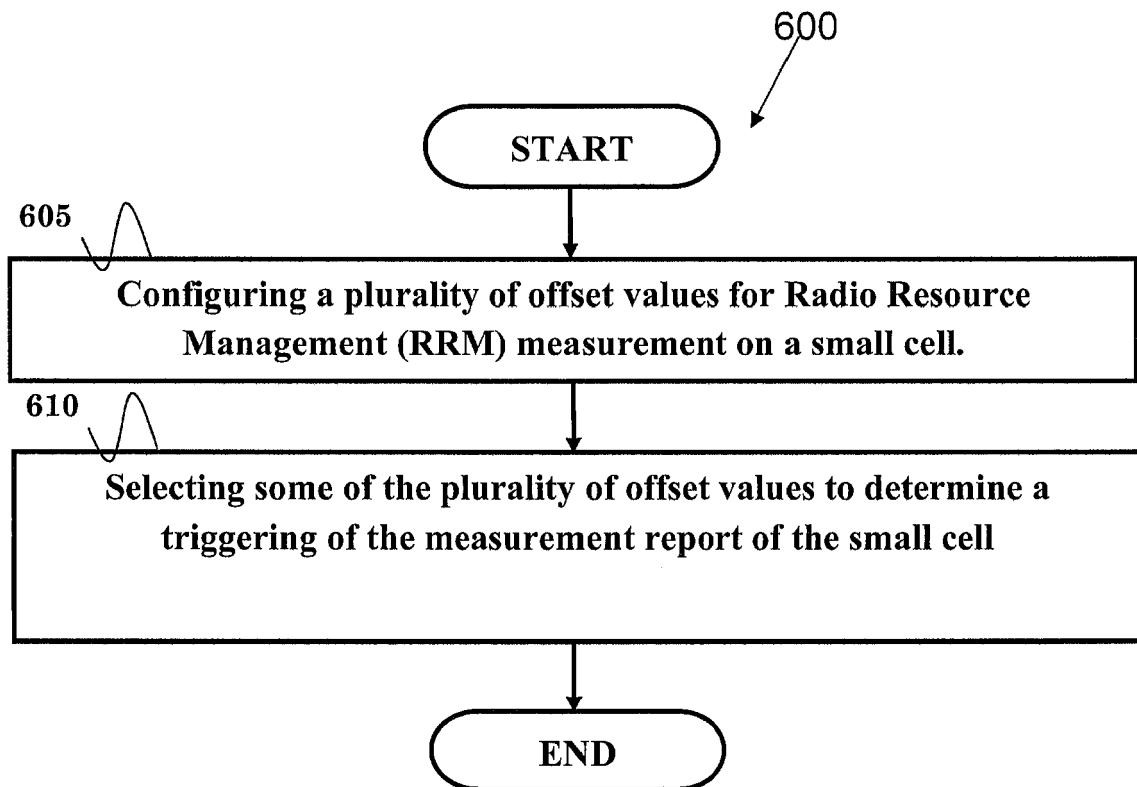 600
START
605
Configuring a plurality of offset values for Radio Resource
Management (RRM) measurement on a small cell.
610
Selecting some of the plurality of offset values to determine a
triggering of the measurement report of the small cell
END